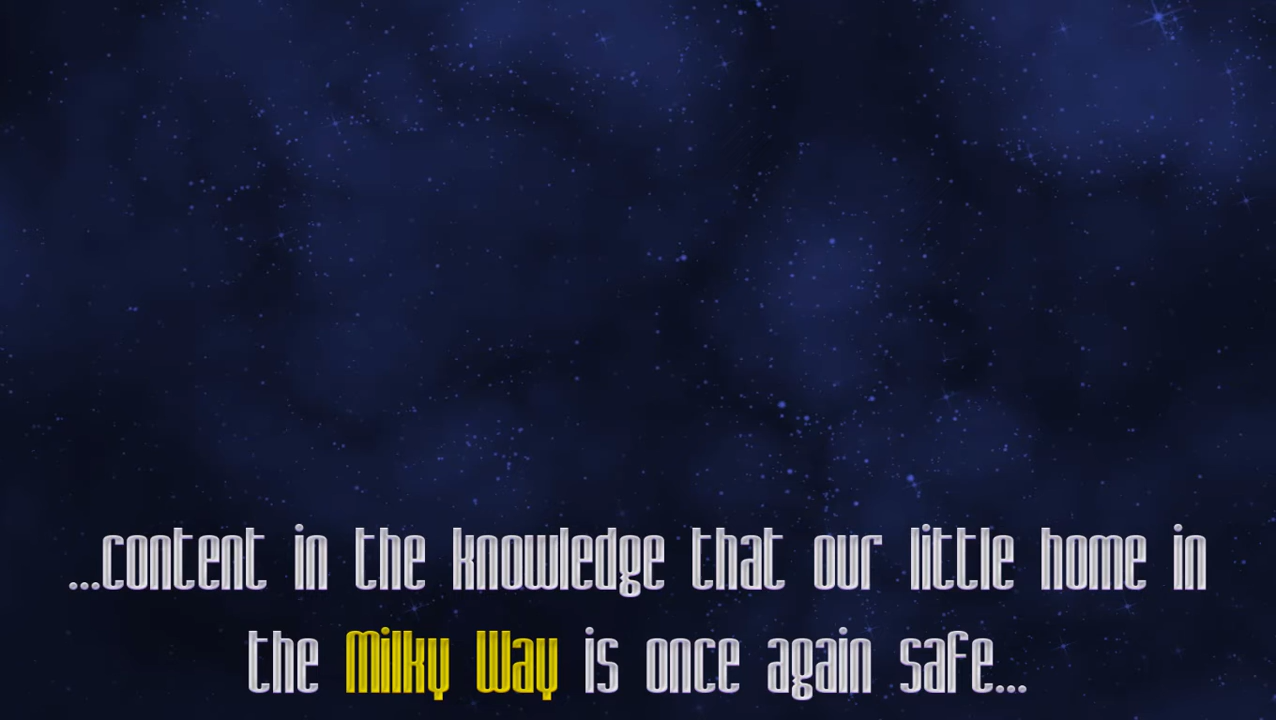 ...content in the knowledge that our little home in
the Milky Way is once again safe...